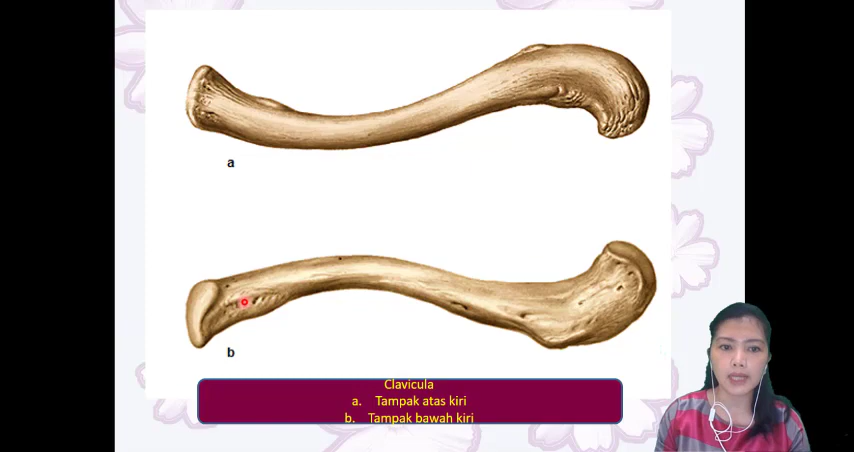 a
b
Clavicula
a. Tampak atas kiri
b. Tampak bawah kiri